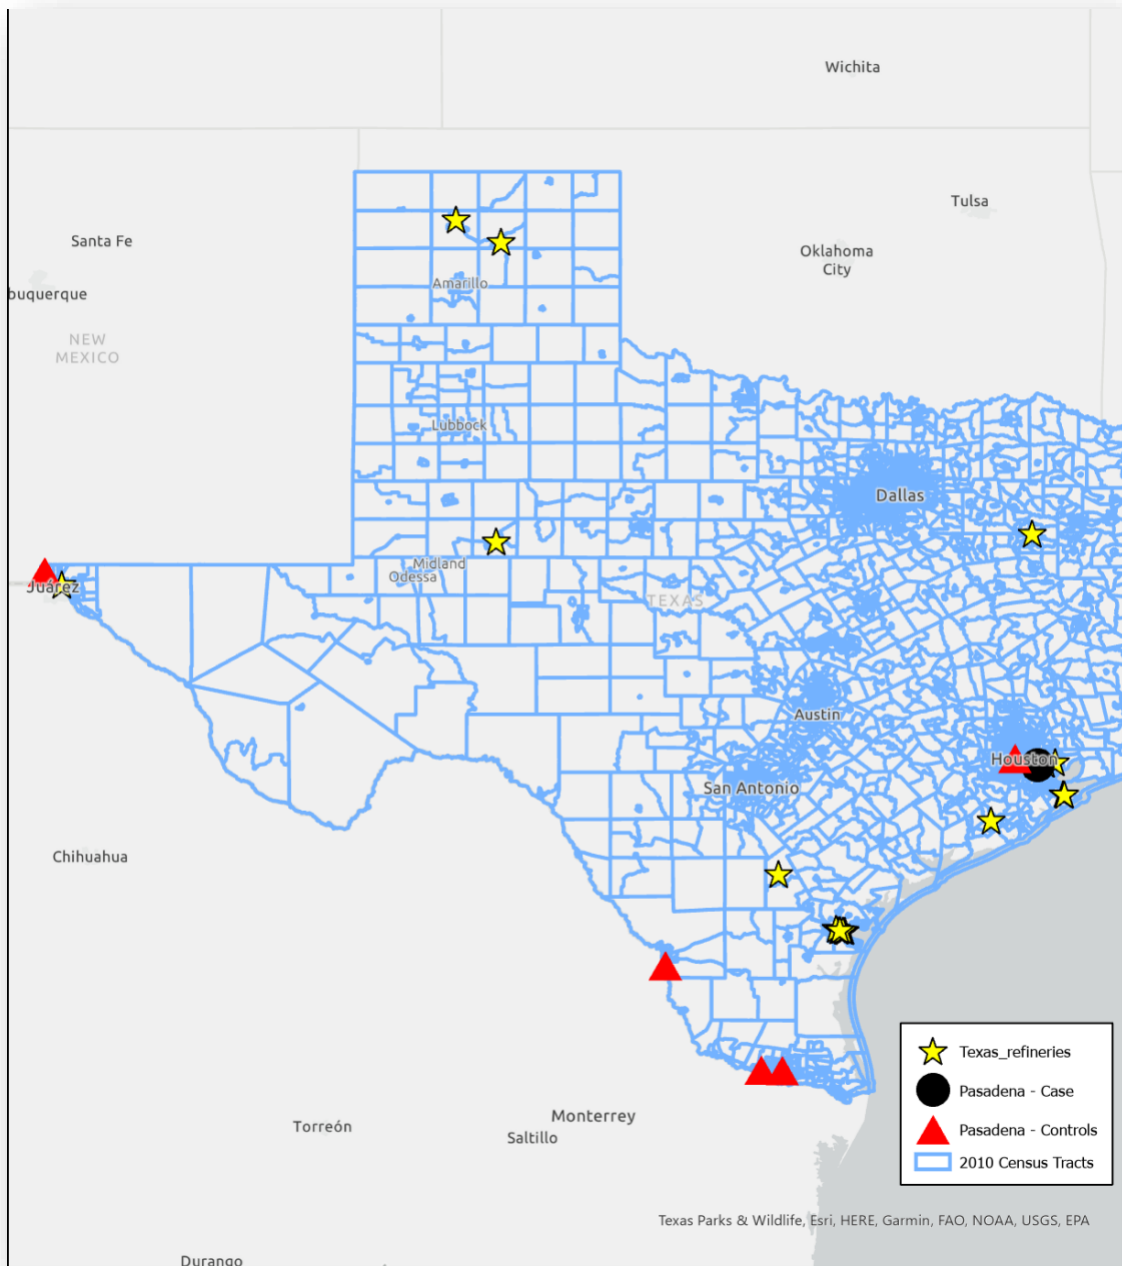 Wichita
Tulsa
Santa Fe
Oklahoma
City
buquerque
Amarillo
NEW
MEXICO
Lubbock
Dallas
Midland
Odessa
Juárez
TEXAS
Austin
Houston
San Antonio
Chihuahua
Texas_refineries
Pasadena - Case
Pasadena - Controls
2010 Census Tracts
Monterrey
Torreón
Saltillo
Texas Parks & Wildlife, Esri, HERE, Garmin, FAO, NOAA, USGS, EPA
Durango